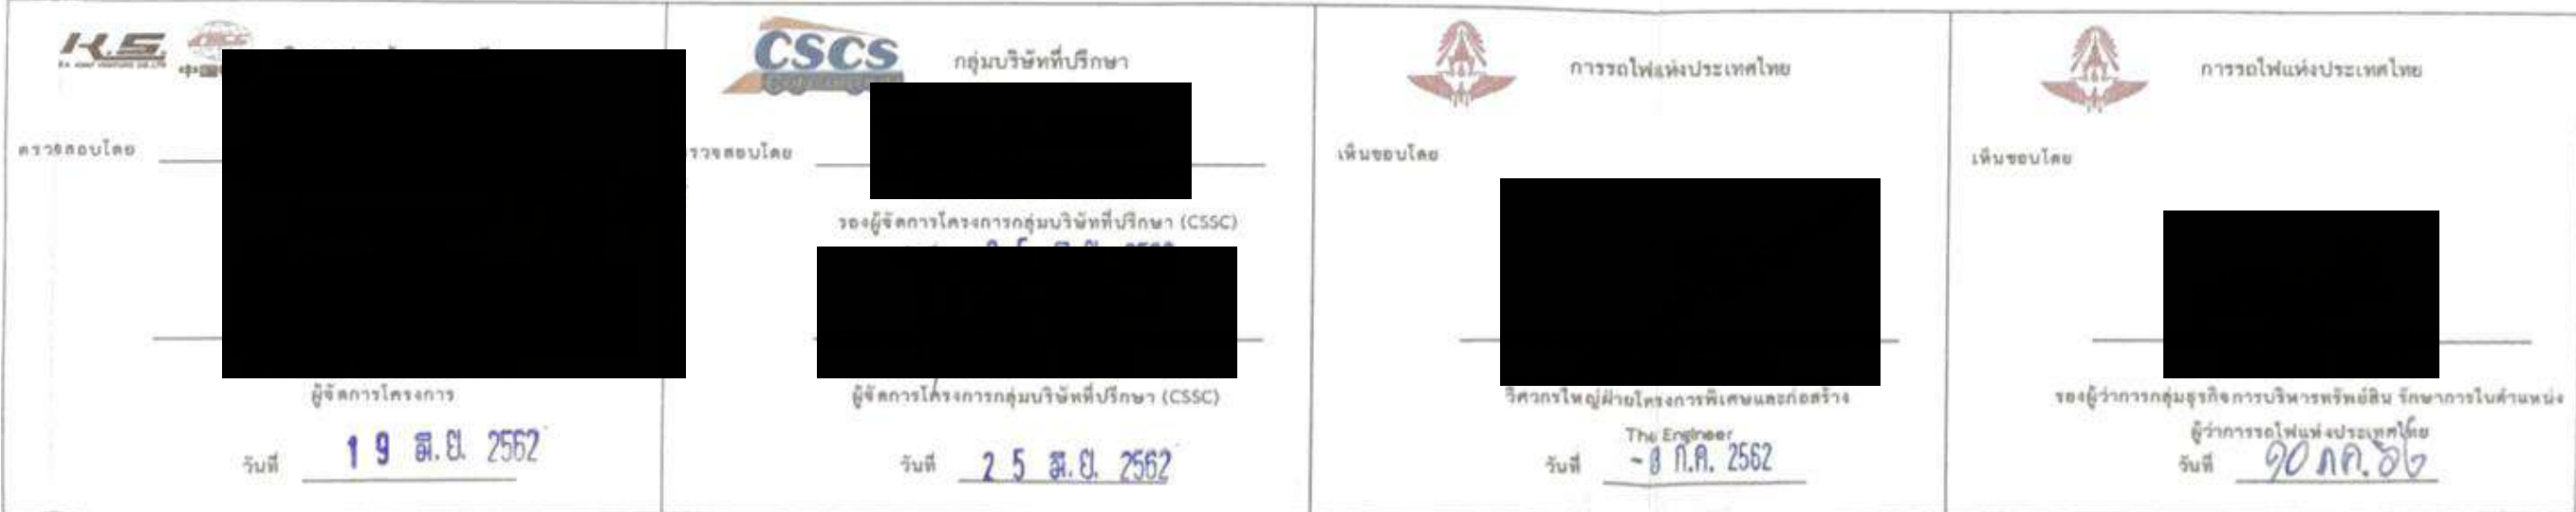 K.S.
CSCS
กลุ่มบริษัทที่ปรึกษา
ตรวจสอบโดย
รองผู้จัดการโครงการกลุ่มบริษัทที่ปรึกษา (CSSC)
ผู้จัดการโครงการ
วันที่ 19 มิ.ย. 2562
ผู้จัดการโครงการกลุ่มบริษัทที่ปรึกษา (CSSC)
วันที่ 25 มิ.ย. 2562
การรถไฟแห่งประเทศไทย
เห็นชอบโดย
วิศวกรใหญ่ฝ่ายโครงการพิเศษและก่อสร้าง
The Engineer
วันที่ - 8 ก.ค. 2562
การรถไฟแห่งประเทศไทย
เห็นชอบโดย
รองผู้ว่าการกลุ่มธุรกิจการบริหารทรัพย์สิน รักษาการในตำแหน่ง
ผู้ว่าการรถไฟแห่งประเทศไทย
วันที่ ๑๐ กค. ๖๒